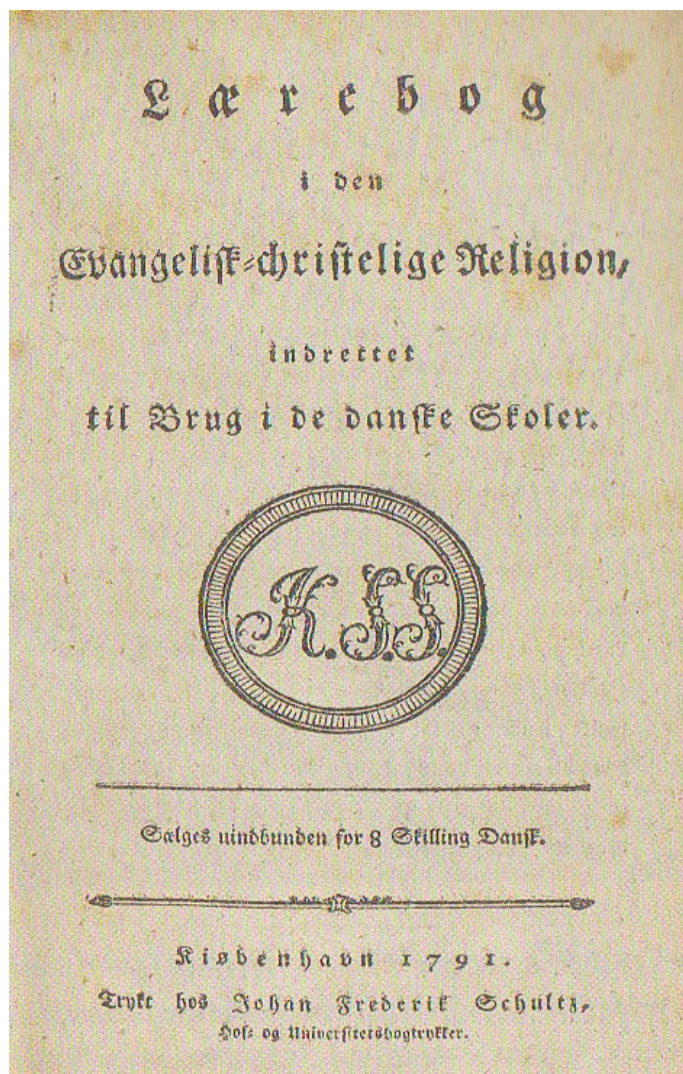 Lærebog
i den
Evangelisk-christelige Religion,
indrettet
til Brug i de danske Skoler.
K.S.S.
Sælges uindbunden for 8 Skilling Dansk.
Kiøbenhavn 1791.
Trykt hos Johan Frederik Schultz,
Hof- og Universitetsbogtrykker.